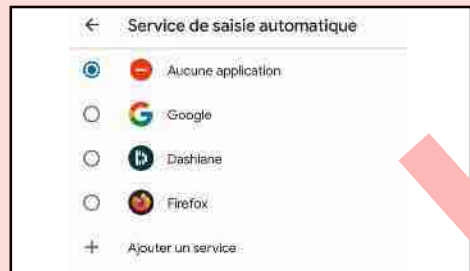 Service de saisie automatique
Aucune application
Google
Dashlane
Firefox
Ajouter un service